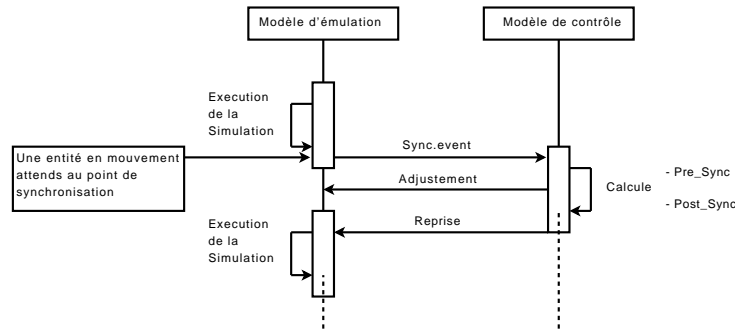 Modèle d'émulation
Modèle de contrôle
Execution
de la
Simulation
Une entité en mouvement
attends au point de
synchronisation
Sync.event
Adjustement
Calcule
- Pre_Sync
- Post_Sync
Reprise
Execution
de la
Simulation